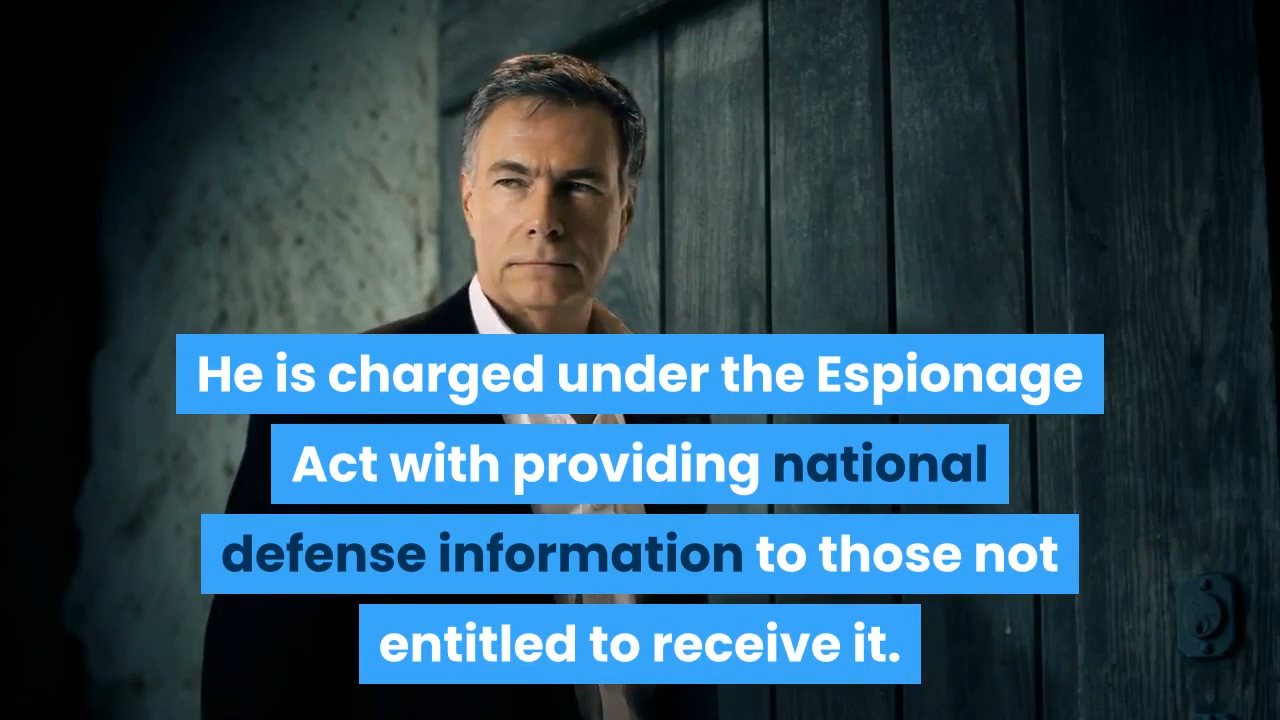 He is charged under the Espionage
Act with providing national
defense information to those not
entitled to receive it.